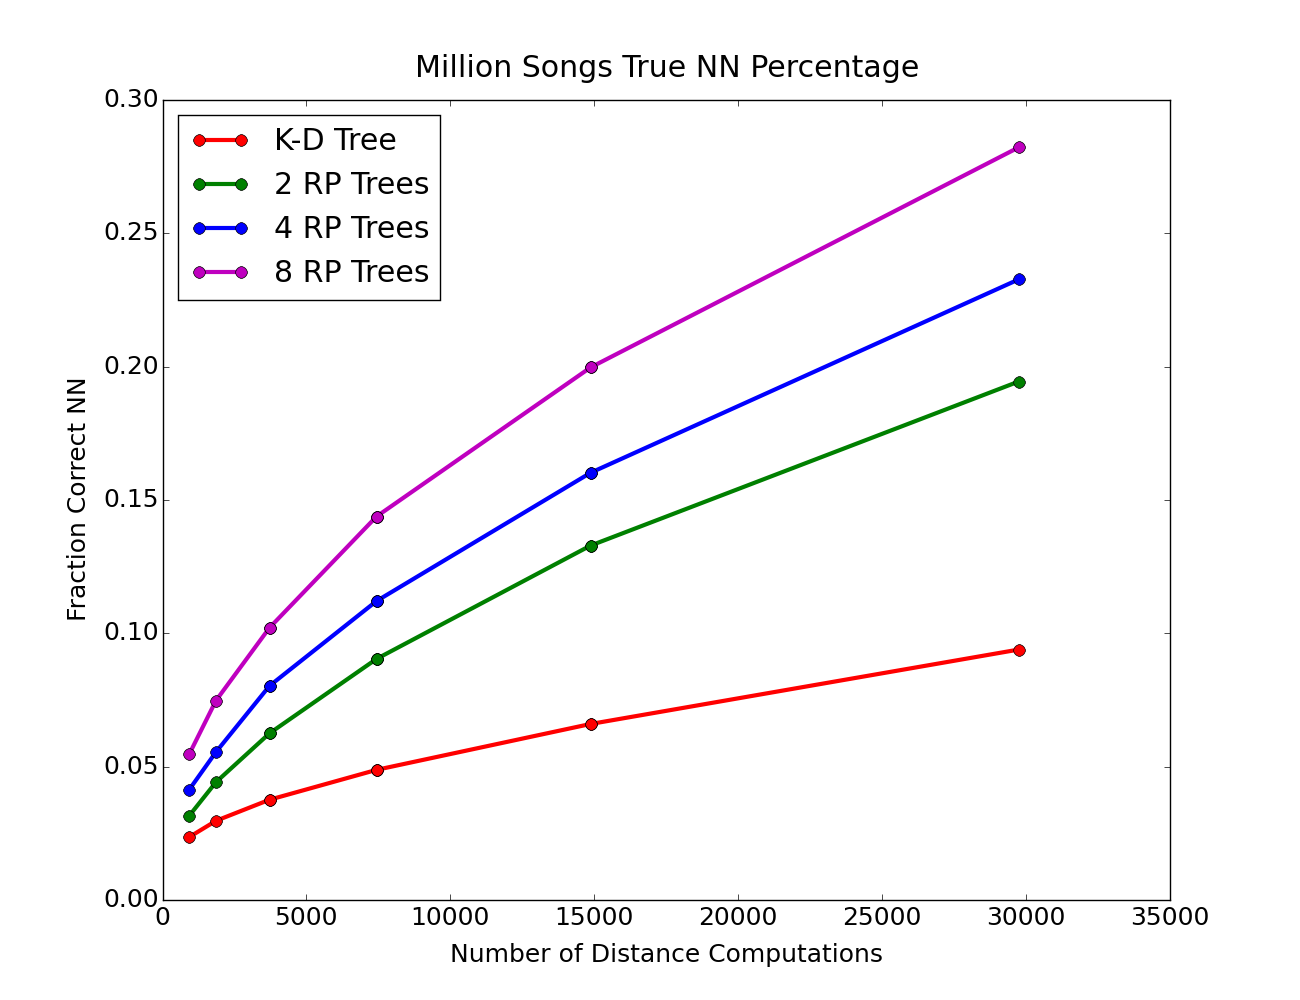 Million Songs True NN Percentage
0.30
0.25
0.20
0.15
0.10
0.05
0.00
Fraction Correct NN
K-D Tree
2 RP Trees
4 RP Trees
8 RP Trees
0 5000 10000 15000 20000 25000 30000 35000
Number of Distance Computations